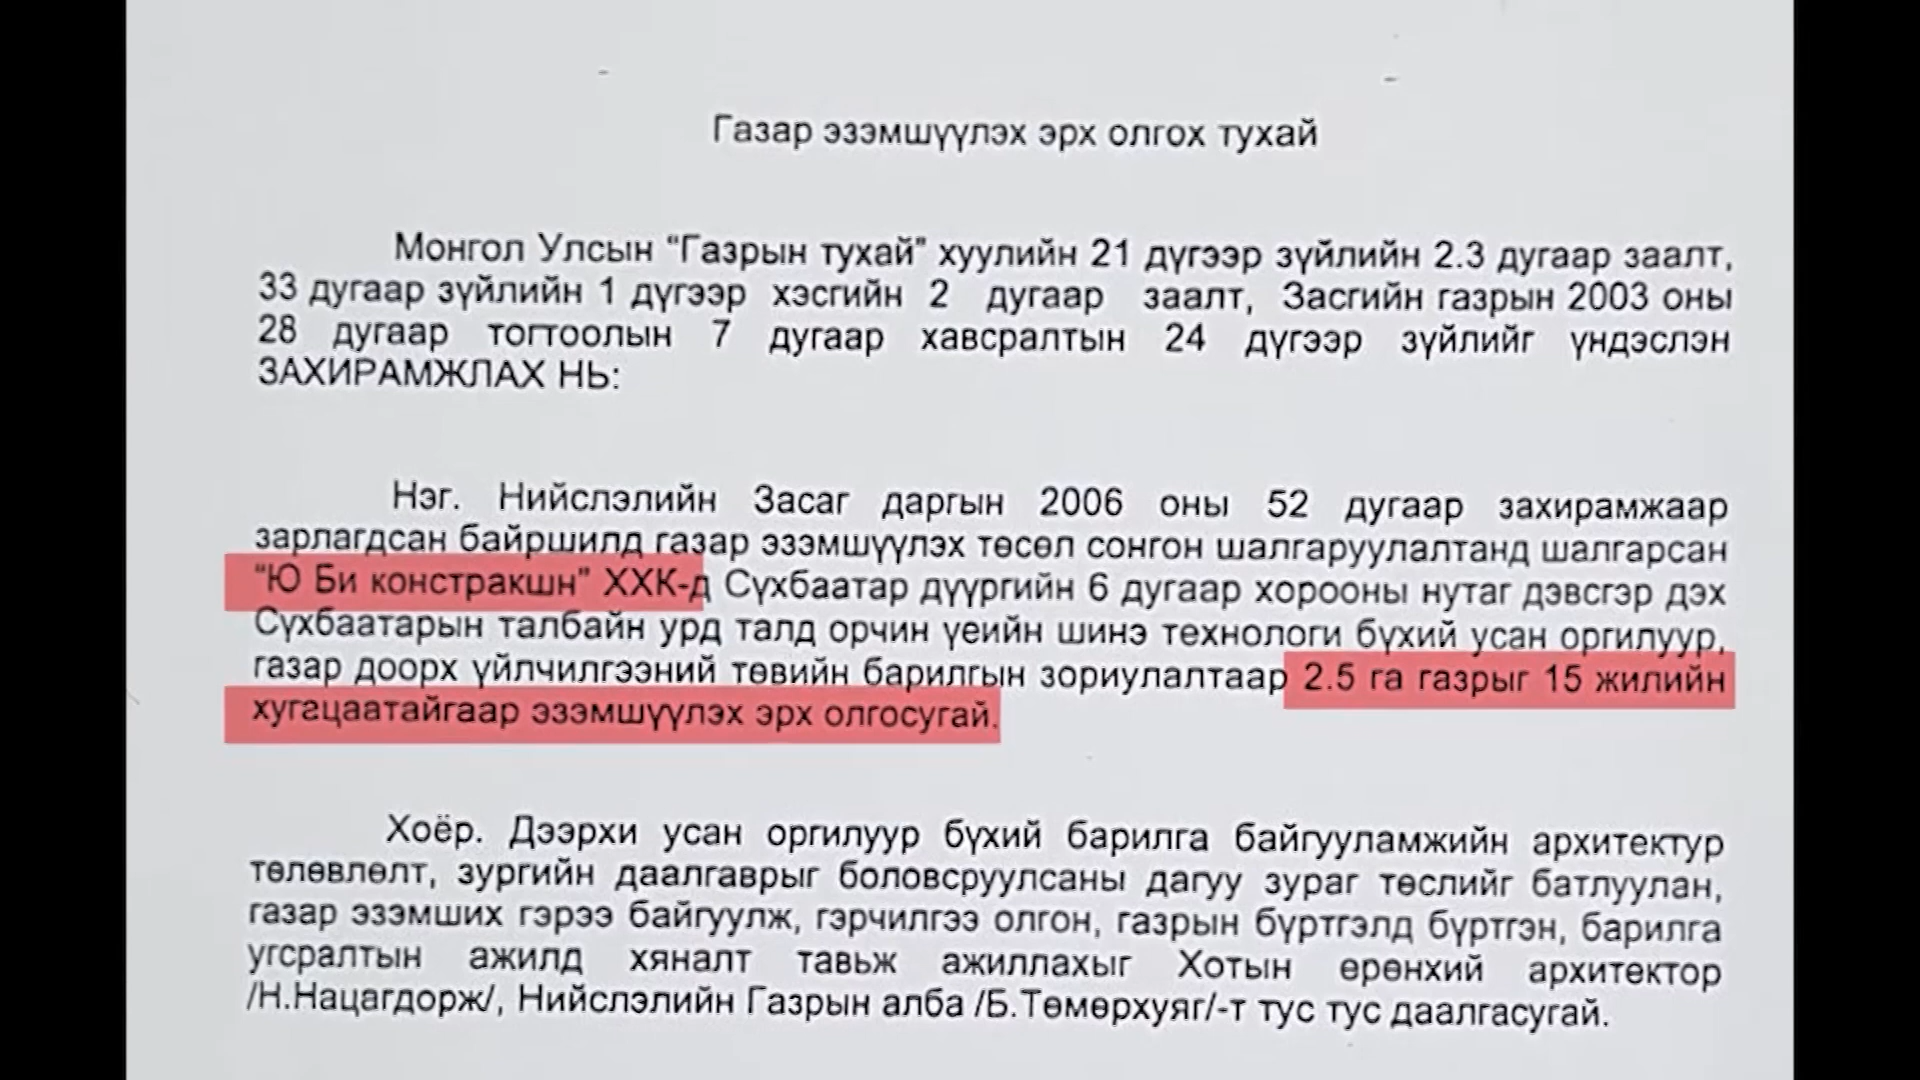 Газар эзэмшүүлэх эрх олгох тухай
Монгол Улсын “Газрын тухай” хуулийн 21 дүгээр зүйлийн 2.3 дугаар заалт,
33 дугаар зүйлийн 1 дүгээр хэсгийн 2 дугаар заалт, Засгийн газрын 2003 оны
28 дугаар тогтоолын 7 дугаар хавсралтын 24 дүгээр зүйлийг үндэслэн
ЗАХИРАМЖЛАХ НЬ:
Нэг. Нийслэлийн Засаг даргын 2006 оны 52 дугаар захирамжаар
зарлагдсан байршилд газар эзэмшүүлэх төсөл сонгон шалгаруулалтанд шалгарсан
“Ю Би констракшн” ХХК-д Сүхбаатар дүүргийн 6 дугаар хорооны нутаг дэвсгэр дэх
Сүхбаатарын талбайн урд талд орчин үеийн шинэ технологи бүхий усан оргилуур,
газар доорх үйлчилгээний төвийн барилгын зориулалтаар 2.5 га газрыг 15 жилийн
хугацаатайгаар эзэмшүүлэх эрх олгосугай.
Хоёр. Дээрхи усан оргилуур бүхий барилга байгууламжийн архитектур
төлөвлөлт, зургийн даалгаврыг боловсруулсаны дагуу зураг төслийг батлуулан,
газар эзэмших гэрээ байгуулж, гэрчилгээ олгон, газрын бүртгэлд бүртгэн, барилга
угсралтын ажилд хяналт тавьж ажиллахыг Хотын ерөнхий архитектор
/Н.Нацагдорж/, Нийслэлийн Газрын алба /Б.Төмөрхуяг/-т тус тус даалгасугай.